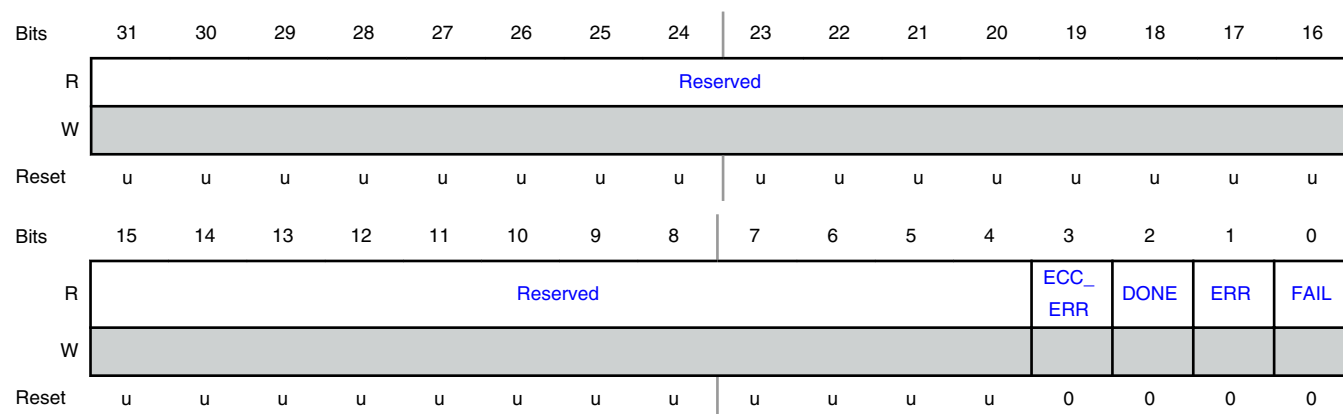 Bits 31 30 29 28 27 26 25 24 23 22 21 20 19 18 17 16
R Reserved
W
Reset u u u u u u u u u u u u u u u u
Bits 15 14 13 12 11 10 9 8 7 6 5 4 3 2 1 0
R Reserved ECC_ ERR DONE ERR FAIL
W
Reset u u u u u u u u u u u u 0 0 0 0